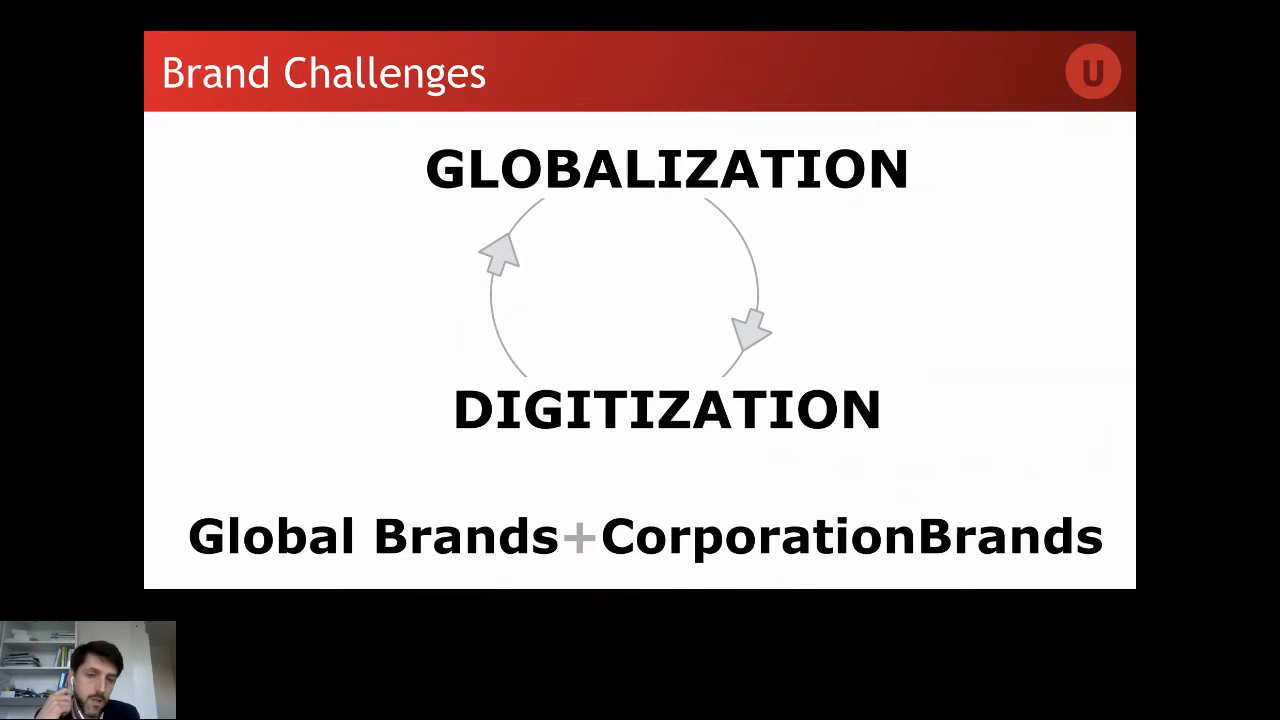 Brand Challenges
U
GLOBALIZATION
DIGITIZATION
Global Brands+CorporationBrands